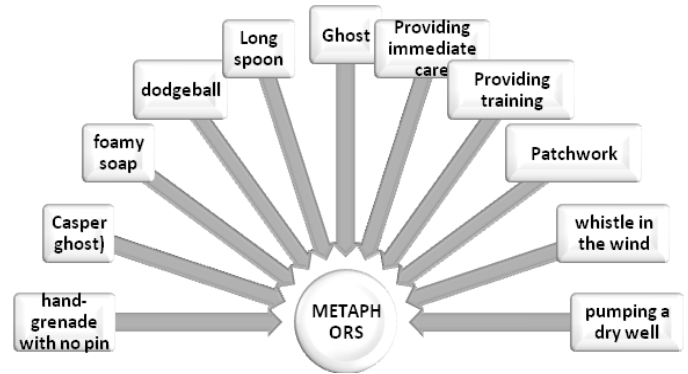 Ghost
Providing
immediate
care
Long
spoon
Providing
training
dodgeball
Patchwork
foamy
soap
Casper
ghost)
whistle in
the wind
hand-
grenade
with no pin
METAPH
ORS
pumping a
dry well